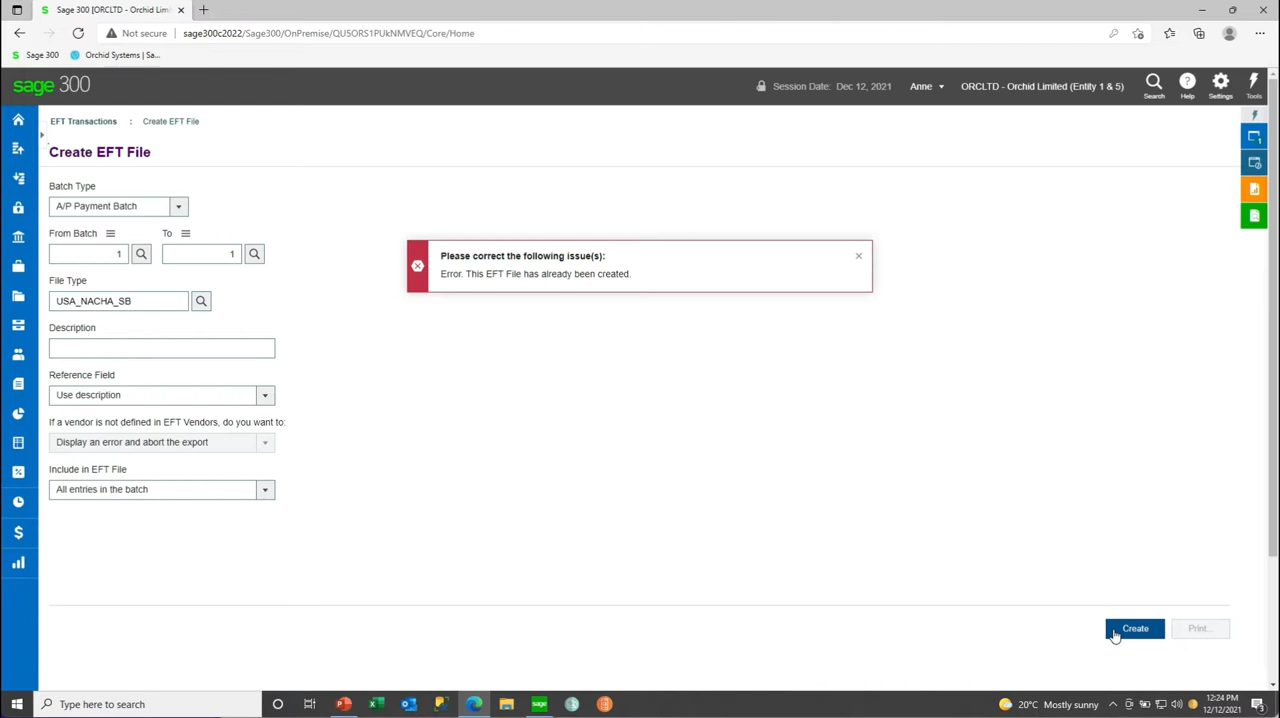 Sage 300 [ORCLTD - Orchid Limi
Not secure
sage300c2022/Sage300/OnPremise/QU5ORS1PUkNMVEQ/Core/Home
Sage 300
Orchid Systems | Sa...
sage 300
Session Date: Dec 12, 2021
Anne
ORCLTD - Orchid Limited (Entity 1 & 5)
Search
Help
Settings
Tools
EFT Transactions : Create EFT File
Create EFT File
Batch Type
A/P Payment Batch
From Batch
To
1
1
File Type
USA_NACHA_SB
Description
Reference Field
Use description
If a vendor is not defined in EFT Vendors, do you want to:
Display an error and abort the export
Include in EFT File
All entries in the batch
Please correct the following issue(s):
Error. This EFT File has already been created.
Create
Print...
Type here to search
20°C Mostly sunny
12:24 PM
12/12/2021
3